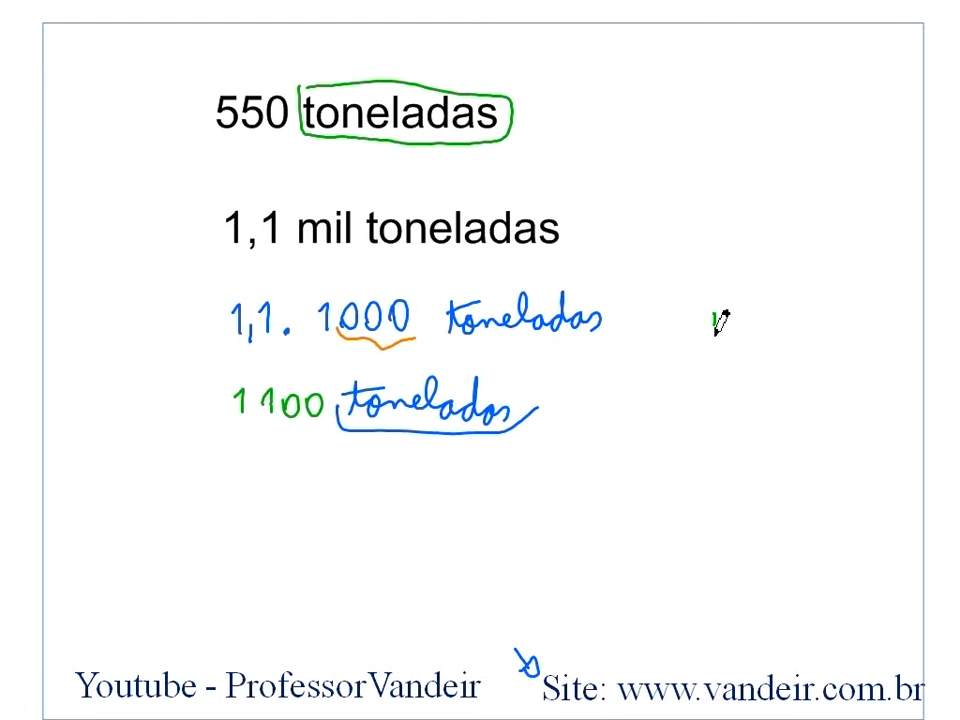 550 toneladas
1,1 mil toneladas
1,1. 1000 toneladas
1100 toneladas
Youtube - ProfessorVandeir
Site: www.vandeir.com.br